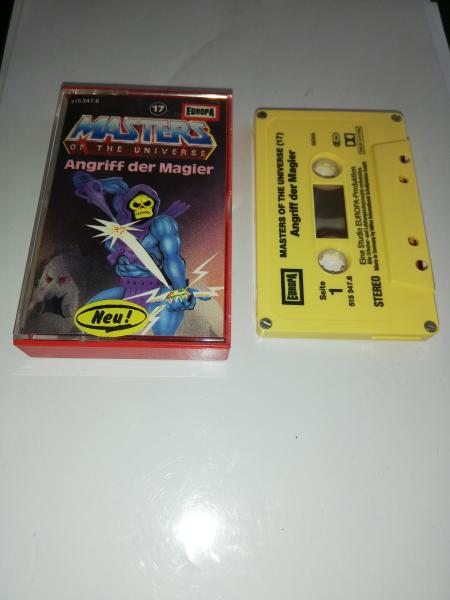 515 347.6
17
EUROPA
MASTERS
OF THE UNIVERSE
Angriff der Magier
Neu!
MASTERS OF THE UNIVERSE (17)
Angriff der Magier
EUROPA
Seite
1
515 347.6
Eine Studio EUROPA-Produktion
STEREO